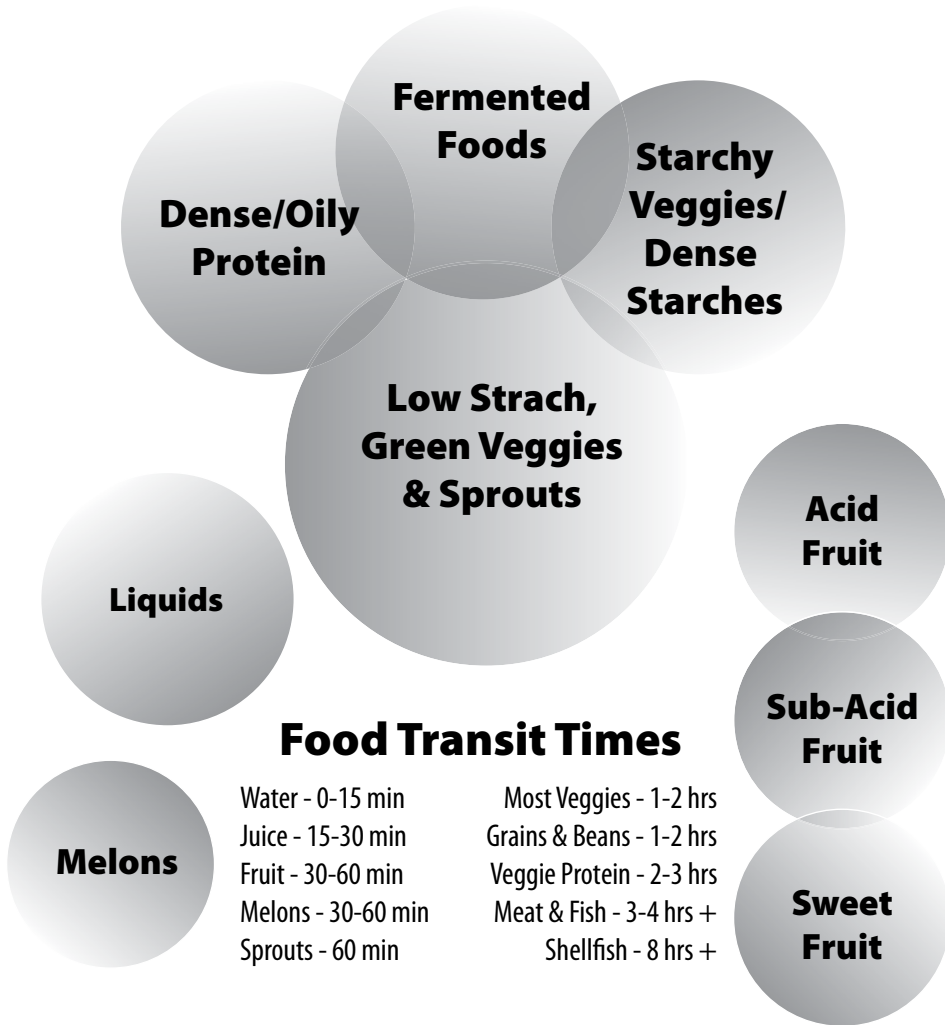 Fermented
Foods
Dense/Oily
Protein
Starchy
Veggies/
Dense
Starches
Low Strach,
Green Veggies
& Sprouts
Liquids
Acid
Fruit
Sub-Acid
Fruit
Sweet
Fruit
Melons
Food Transit Times
Water - 0-15 min
Juice - 15-30 min
Fruit - 30-60 min
Melons - 30-60 min
Sprouts - 60 min
Most Veggies - 1-2 hrs
Grains & Beans - 1-2 hrs
Veggie Protein - 2-3 hrs
Meat & Fish - 3-4 hrs +
Shellfish - 8 hrs +